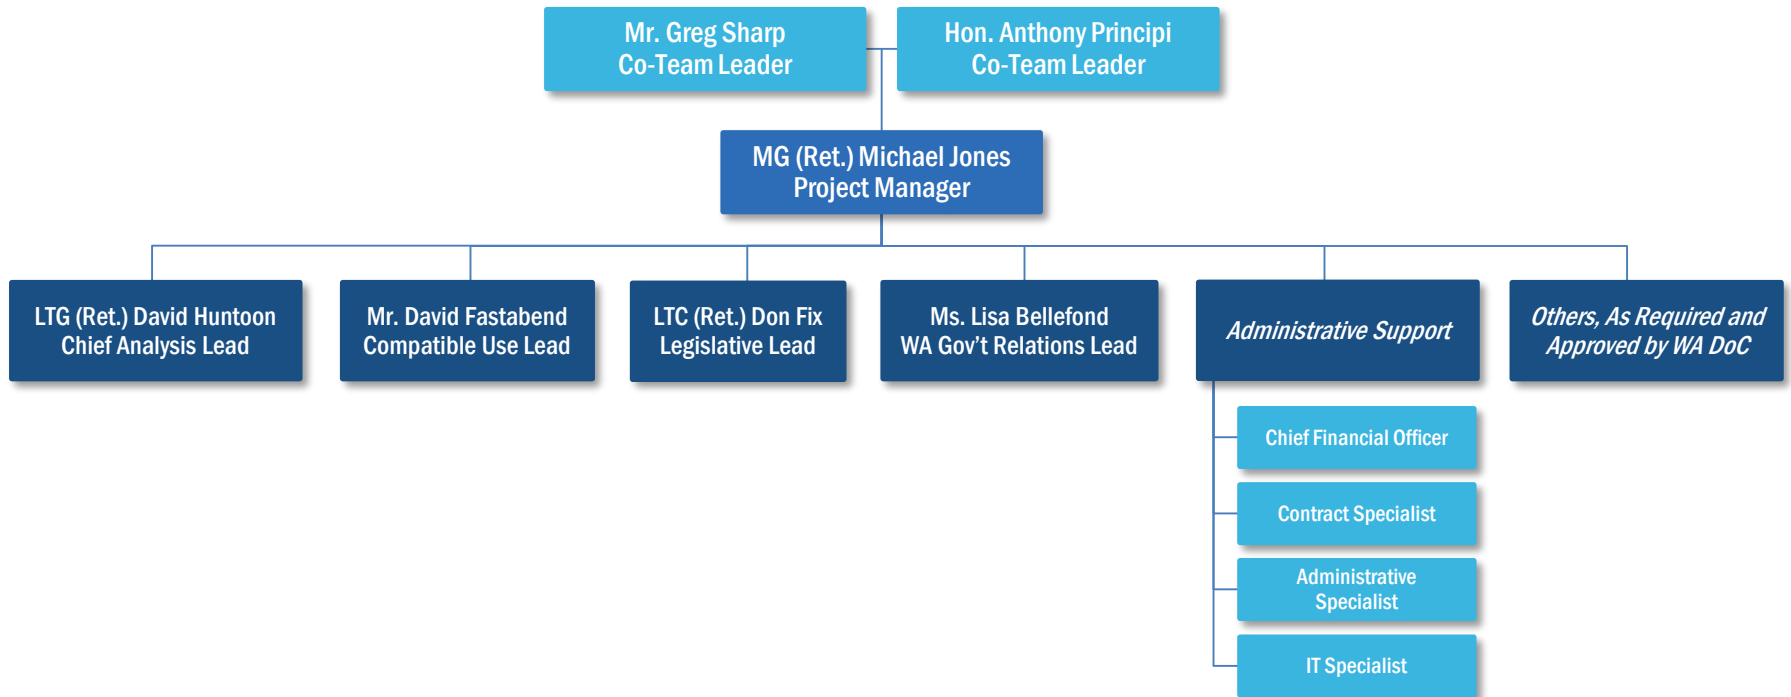 Mr. Greg Sharp
Co-Team Leader
Hon. Anthony Principi
Co-Team Leader
MG (Ret.) Michael Jones
Project Manager
LTG (Ret.) David Huntoon
Chief Analysis Lead
Mr. David Fastabend
Compatible Use Lead
LTC (Ret.) Don Fix
Legislative Lead
Ms. Lisa Bellefond
WA Gov't Relations Lead
Administrative Support
Others, As Required and
Approved by WA DoC
Chief Financial Officer
Contract Specialist
Administrative
Specialist
IT Specialist